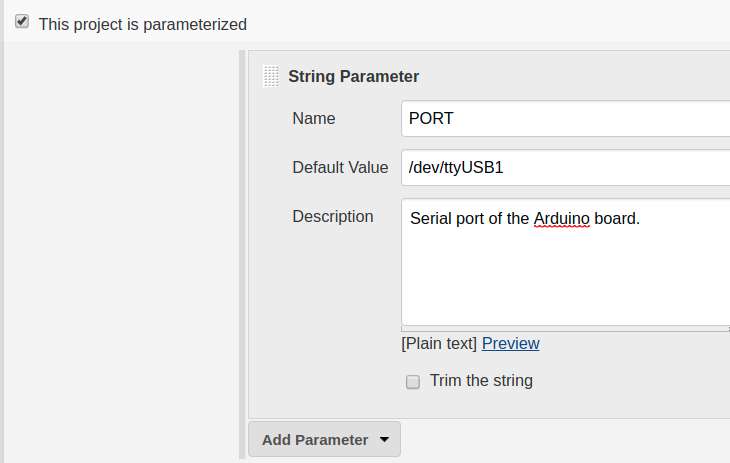 This project is parameterized
String Parameter
Name PORT
Default Value /dev/ttyUSB1
Description Serial port of the Arduino board.
[Plain text] Preview
Trim the string
Add Parameter